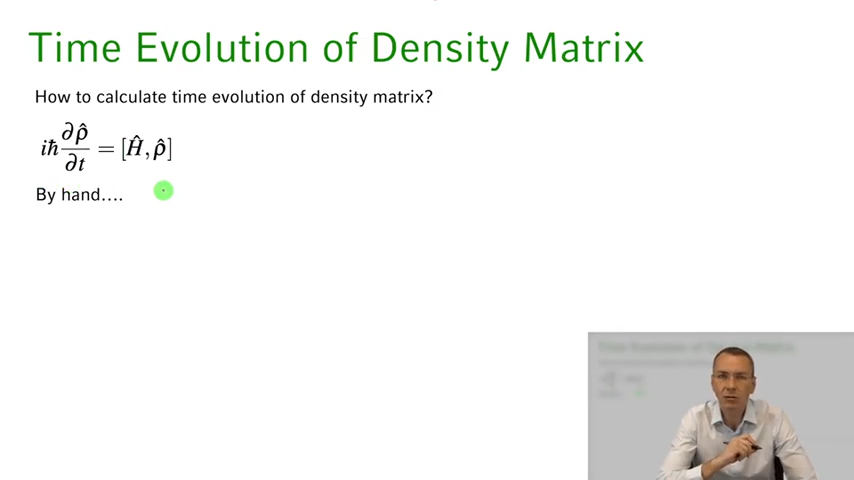 Time Evolution of Density Matrix
How to calculate time evolution of density matrix?
iħ ∂ρ̂/∂t = [Ĥ, ρ̂]
By hand....